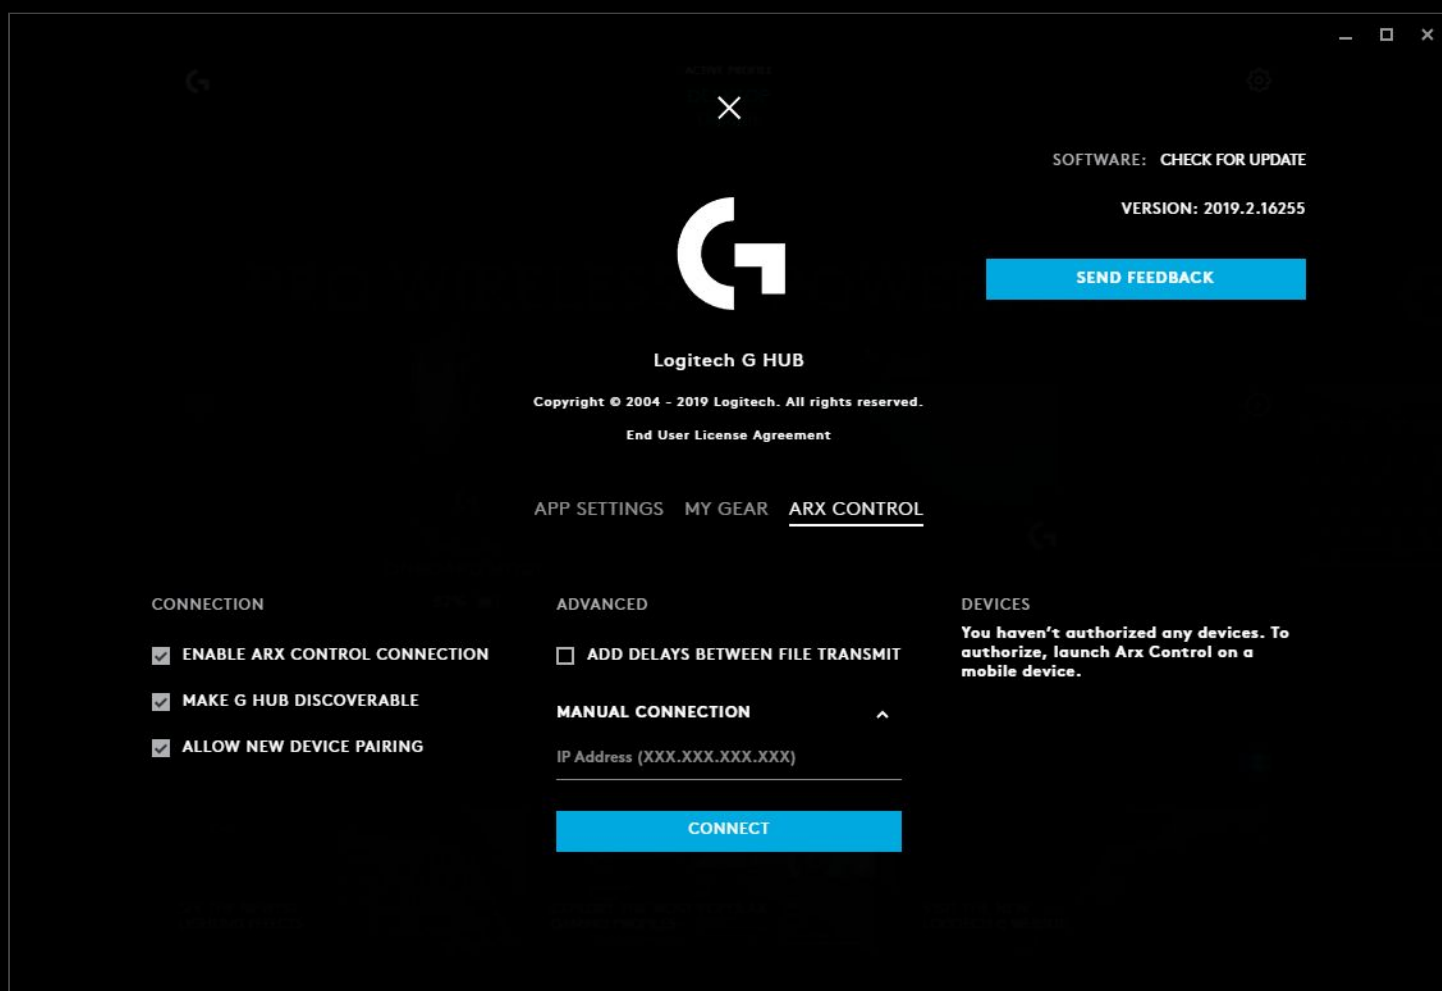 SOFTWARE: CHECK FOR UPDATE
VERSION: 2019.2.16255
SEND FEEDBACK
Logitech G HUB
Copyright © 2004 - 2019 Logitech. All rights reserved.
End User License Agreement
APP SETTINGS MY GEAR ARX CONTROL
CONNECTION
ENABLE ARX CONTROL CONNECTION
MAKE G HUB DISCOVERABLE
ALLOW NEW DEVICE PAIRING
ADVANCED
ADD DELAYS BETWEEN FILE TRANSMIT
MANUAL CONNECTION
IP Address (XXX.XXX.XXX.XXX)
CONNECT
DEVICES
You haven't authorized any devices. To
authorize, launch Arx Control on a
mobile device.